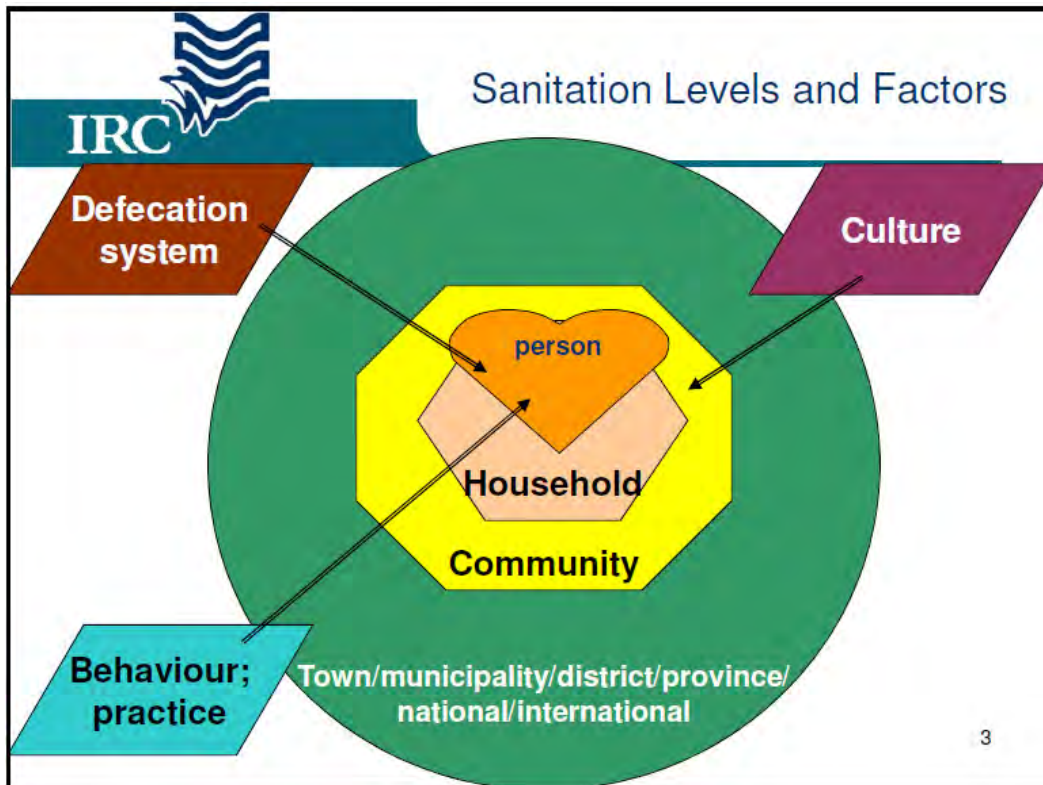 IRC
Sanitation Levels and Factors
Defecation
system
Culture
person
Household
Community
Behaviour;
practice
Town/municipality/district/province/
national/international
3